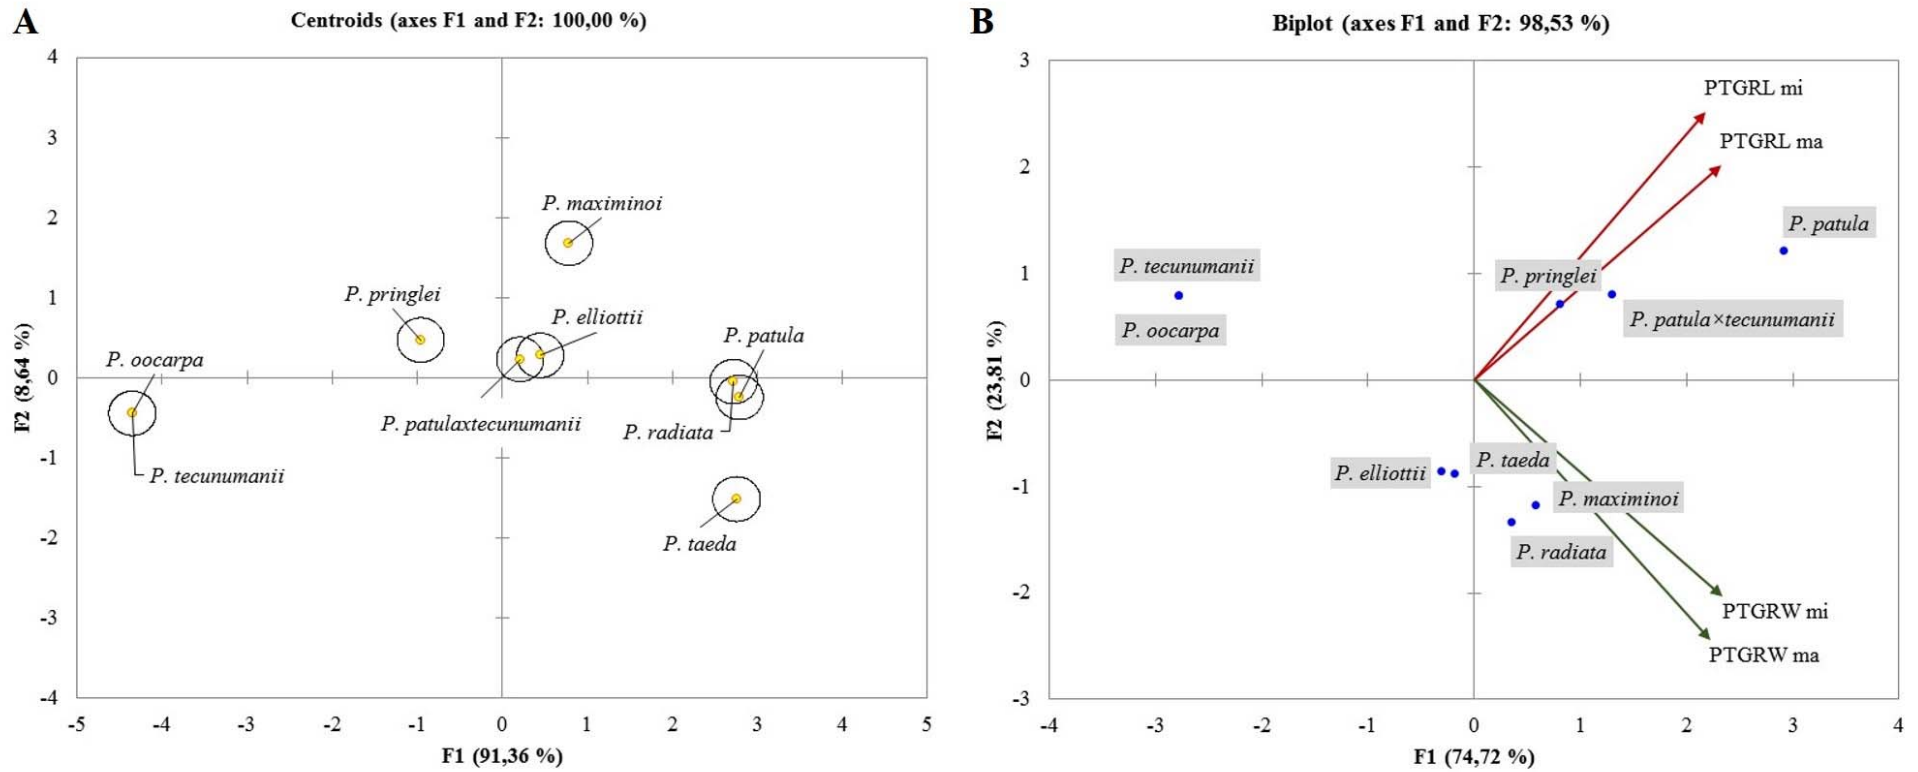 A
Centroids (axes F1 and F2: 100,00 %)
F2 (8,64 %)
4
3
2
1
0
-1
-2
-3
-4
P. maximinoi
P. pringlei
P. elliottii
P. patula
P. oocarpa
P. patulaxtecunumanii
P. radiata
P. tecunumanii
P. taeda
-5
-4
-3
-2
-1
0
1
2
3
4
5
F1 (91,36 %)
B
Biplot (axes F1 and F2: 98,53 %)
F2 (23,81 %)
3
2
1
0
-1
-2
-3
PTGRL mi
PTGRL ma
P. patula
P. tecunumanii
P. pringlei
P. patula×tecunumanii
P. oocarpa
P. taeda
P. elliottii
P. maximinoi
P. radiata
PTGRW mi
PTGRW ma
-4
-3
-2
-1
0
1
2
3
4
F1 (74,72 %)